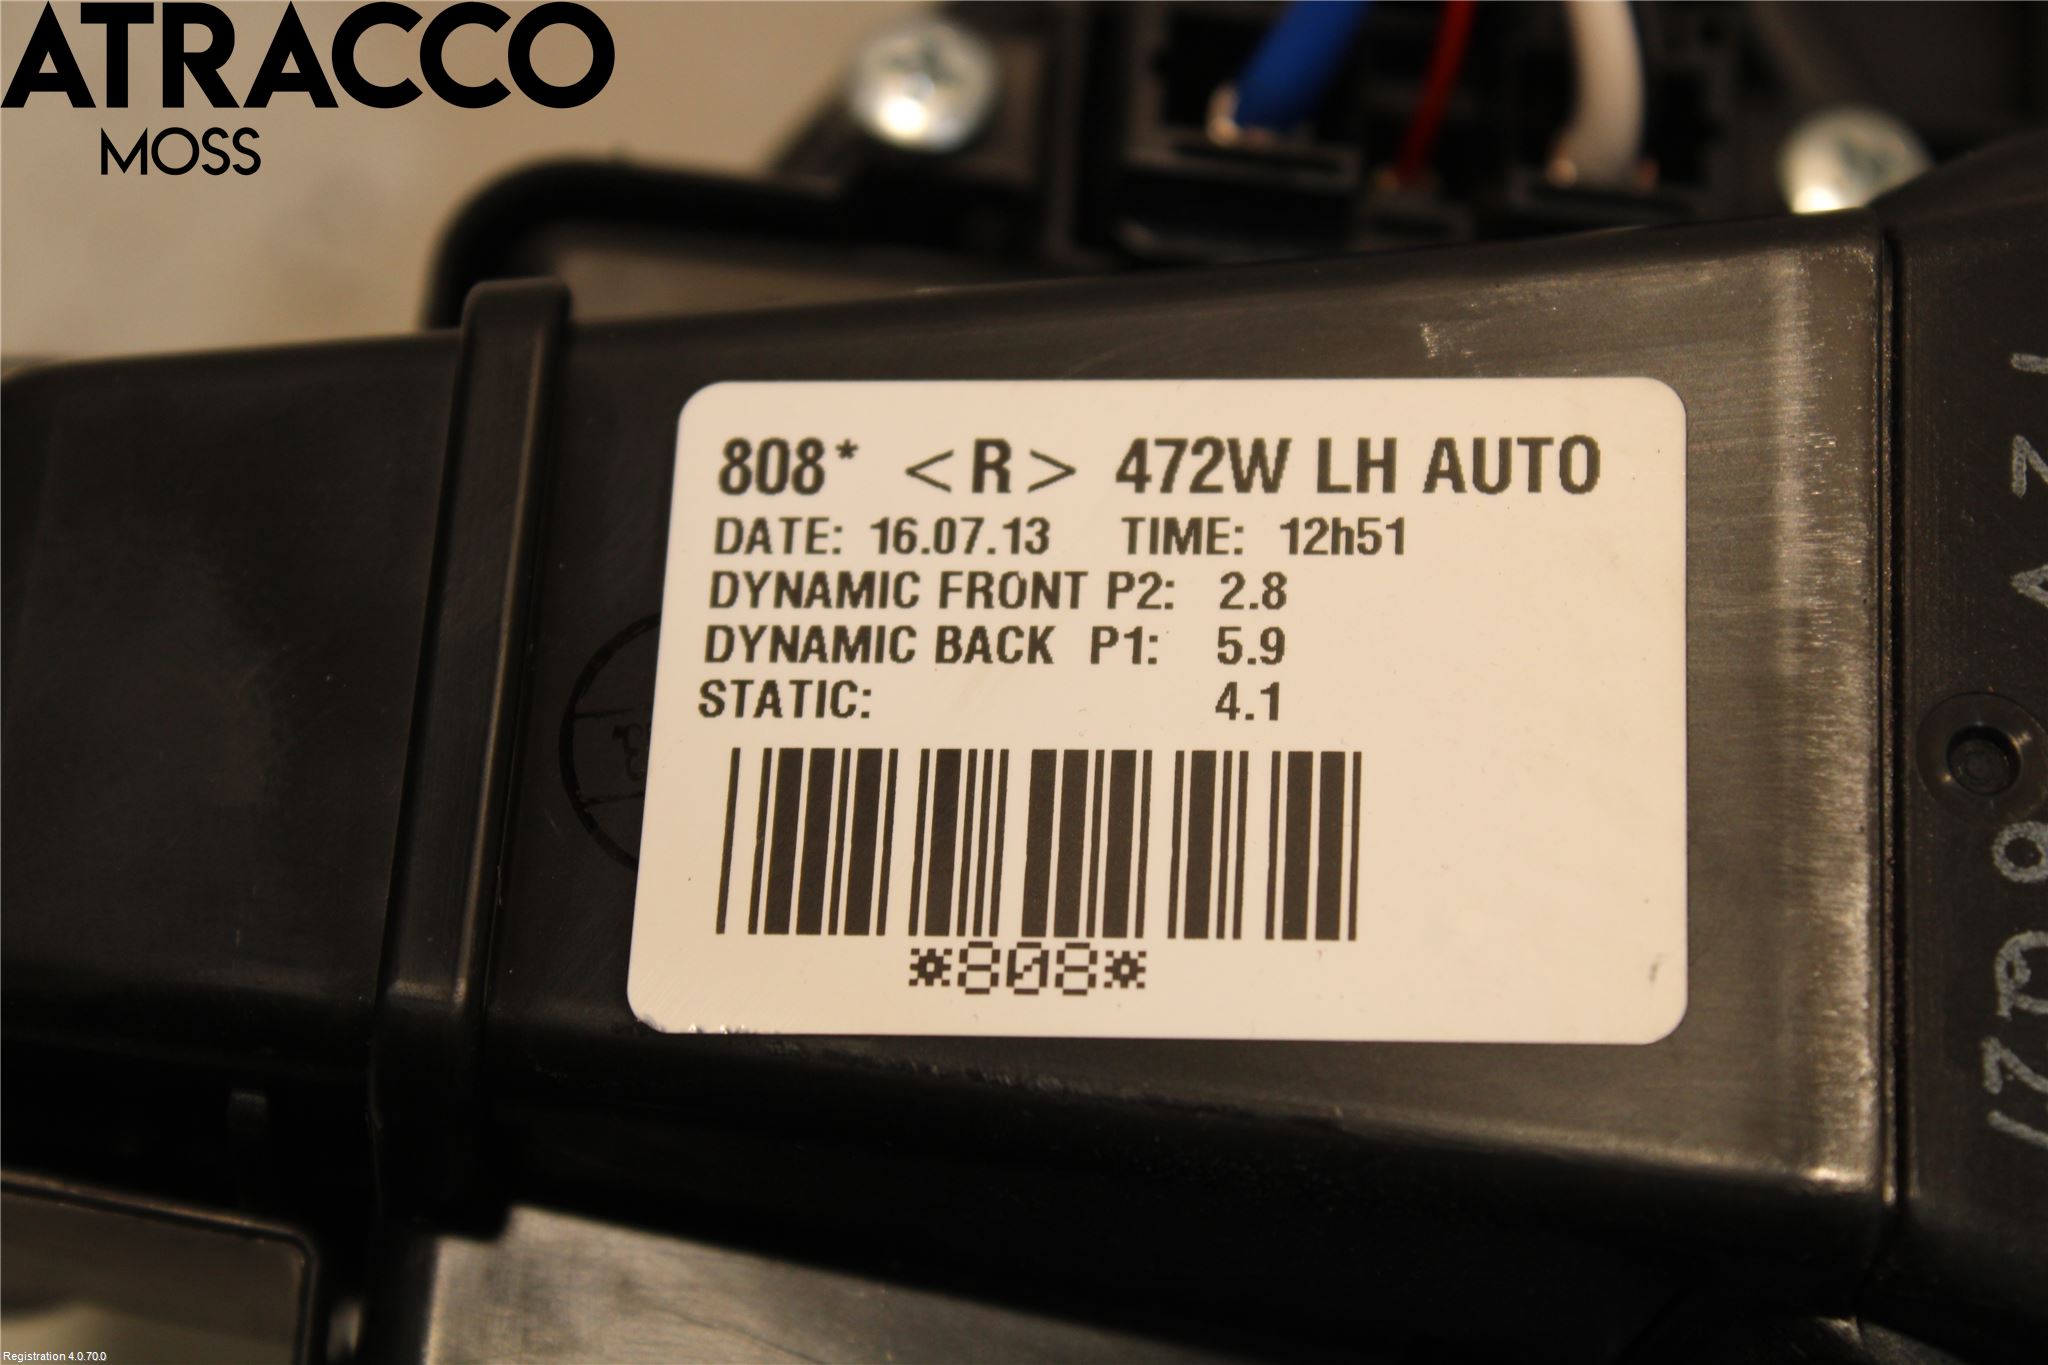 ATRACCO
MOSS
808* <R> 472W LH AUTO
DATE: 16.07.13 TIME: 12h51
DYNAMIC FRONT P2: 2.8
DYNAMIC BACK P1: 5.9
STATIC: 4.1
*808*
Registration 4.0.70.0